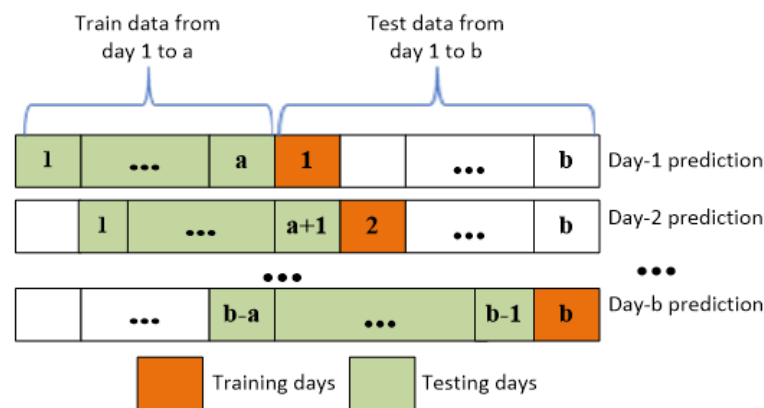 Train data from
day 1 to a
Test data from
day 1 to b
1 ... a 1 ... b Day-1 prediction
1 ... a+1 2 ... b Day-2 prediction
... ...
... b-a ... b-1 b Day-b prediction
Training days Testing days